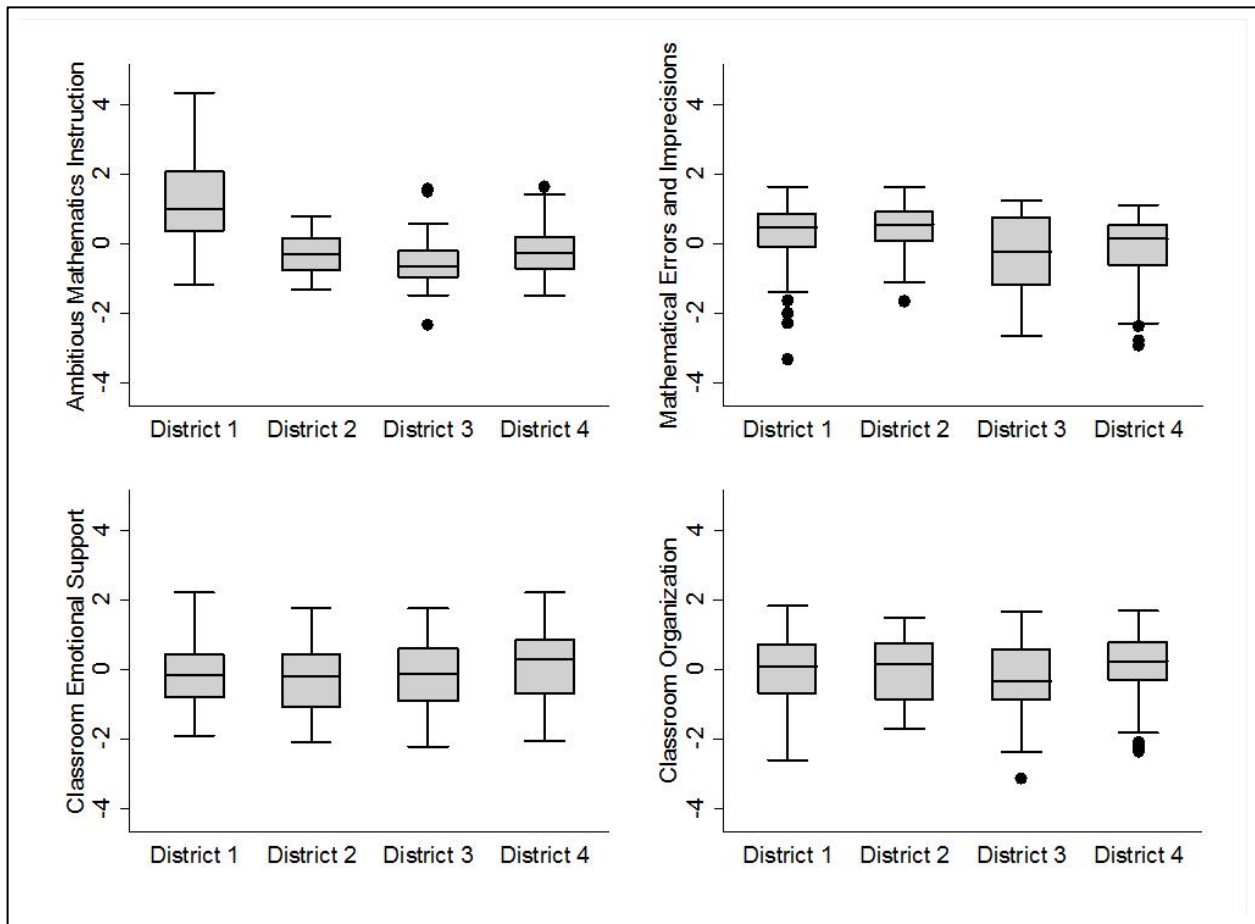 Ambitious Mathematics Instruction
4
2
0
-2
-4
District 1 District 2 District 3 District 4
Mathematical Errors and Imprecisions
4
2
0
-2
-4
District 1 District 2 District 3 District 4
Classroom Emotional Support
4
2
0
-2
-4
District 1 District 2 District 3 District 4
Classroom Organization
4
2
0
-2
-4
District 1 District 2 District 3 District 4